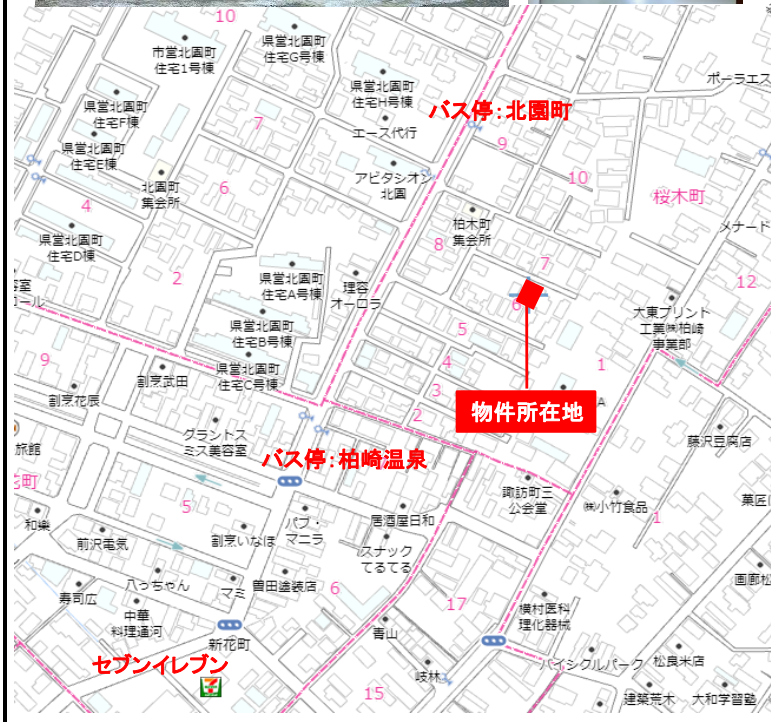 10
市営北園町
住宅1号棟
県営北園町
住宅G号棟
県営北園町
住宅H号棟
ポーラエス
県営北園町
住宅F棟
7
エース代行
バス停:北園町
9
県営北園町
住宅E棟
北園町
集会所
6
アビタシオン
北園
10
桜木町
4
柏木町
集会所
8
メナード
県営北園町
住宅D棟
2
県営北園町
住宅A号棟
理容
オーロラ
7
12
容室
ロール
6
大東プリント
工業㈱柏崎
事業部
県営北園町
住宅B号棟
5
9
割烹武田
県営北園町
住宅C号棟
4
1
3
割烹花辰
2
物件所在地
A
旅館
グラントス
ミス美容室
バス停:柏崎温泉
藤沢豆腐店
花町
5
諏訪町三
公会堂
㈱小竹食品
1
菓匠
和樂
前沢電気
割烹いなほ
パブ・
マニラ
居酒屋日和
スナック
てるてる
八っちゃん
マミ
曽田塗装店
6
画廊松
寿司広
中華
料理通河
17
横村医科
理化器械
新花町
青山
セブンイレブン
7
岐林
バイシクルパーク
松良米店
15
建築荒木
大和学習塾